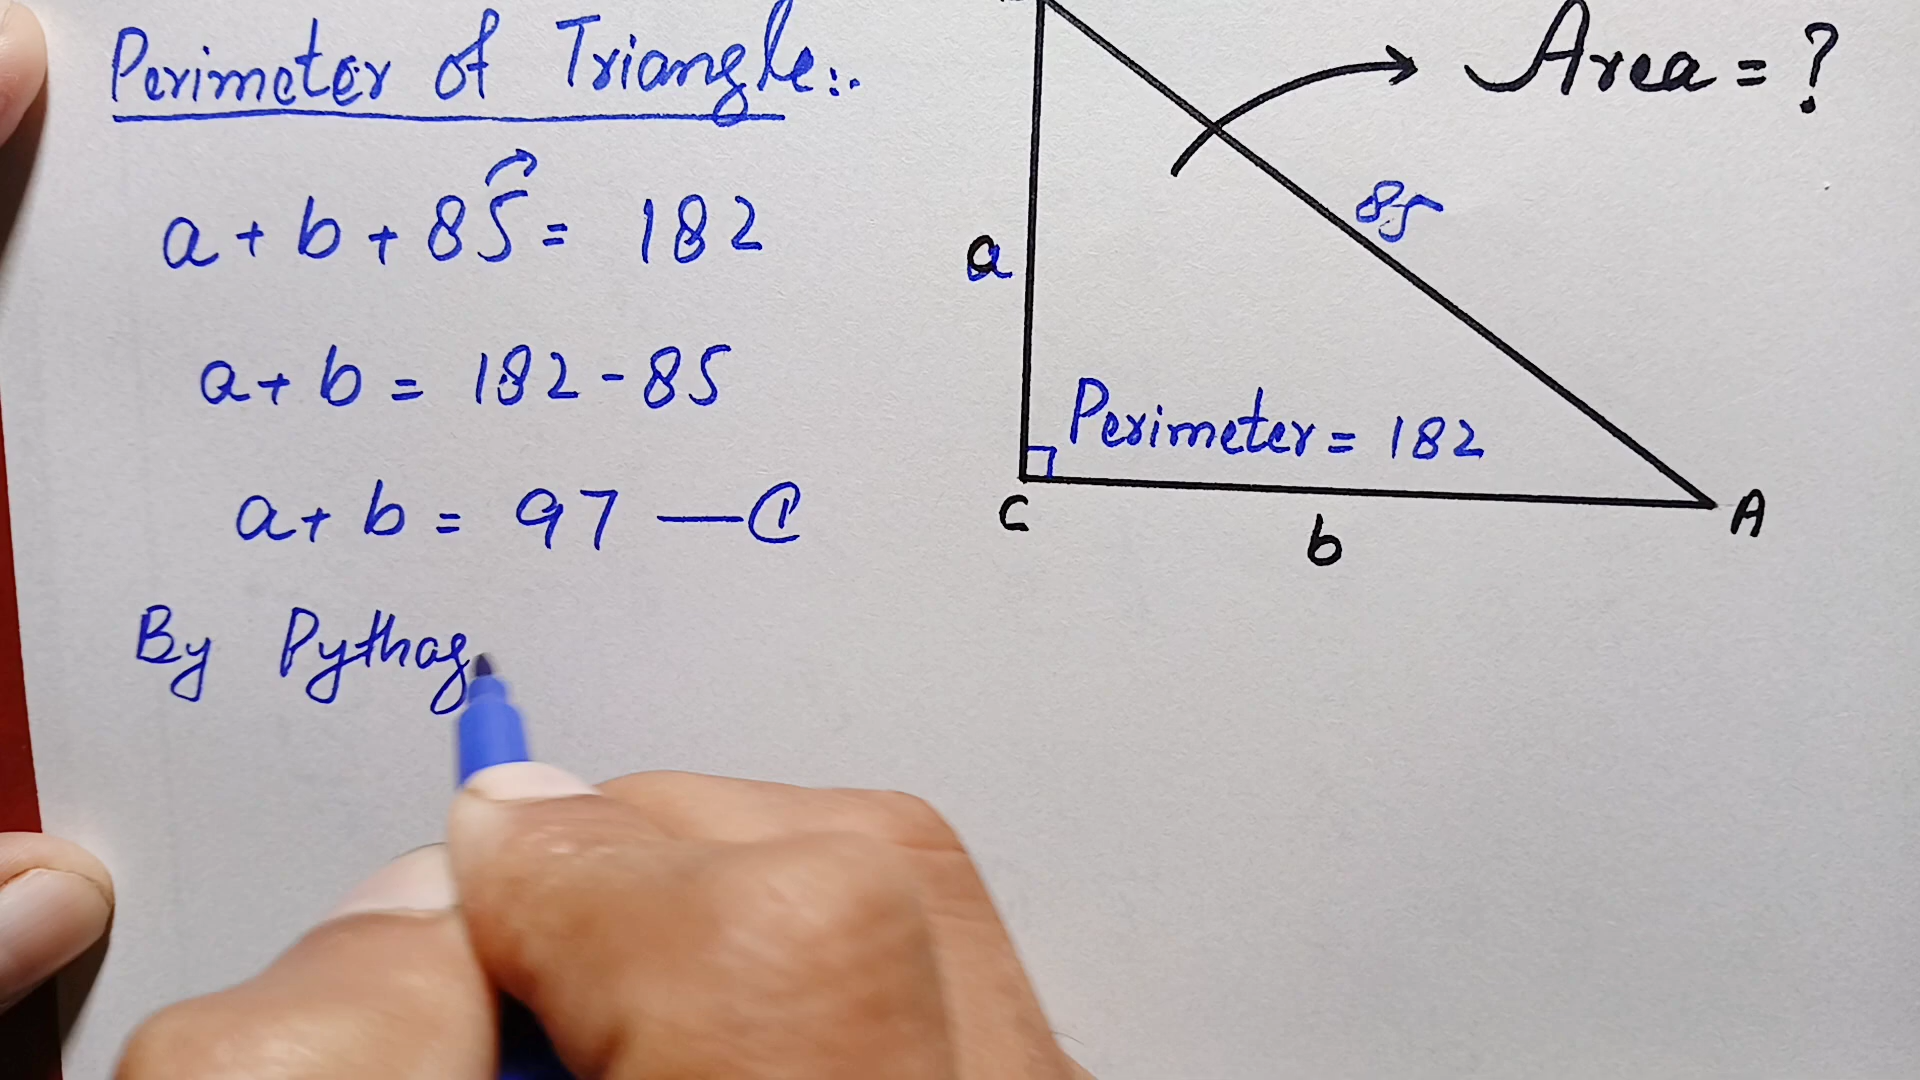 Perimeter of Triangle:.
a + b + 85 = 182
a + b = 182 - 85
a + b = 97 — ①
By Pythag
Area = ?
85
a
Perimeter = 182
C
A
b